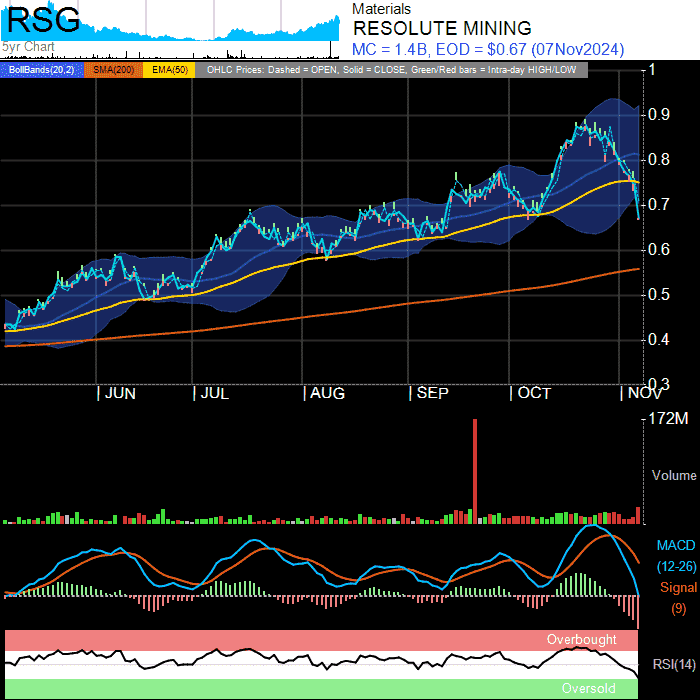 RSG
5yr Chart
Materials
RESOLUTE MINING
MC = 1.4B, EOD = $0.67 (07Nov2024)
BollBands(20,2) SMA(200) EMA(50) OHLC Prices: Dashed = OPEN, Solid = CLOSE, Green/Red bars = Intra-day HIGH/LOW
1
0.9
0.8
0.7
0.6
0.5
0.4
0.3
JUN JUL AUG SEP OCT NOV
172M
Volume
MACD
(12-26)
Signal
(9)
Overbought
RSI(14)
Oversold